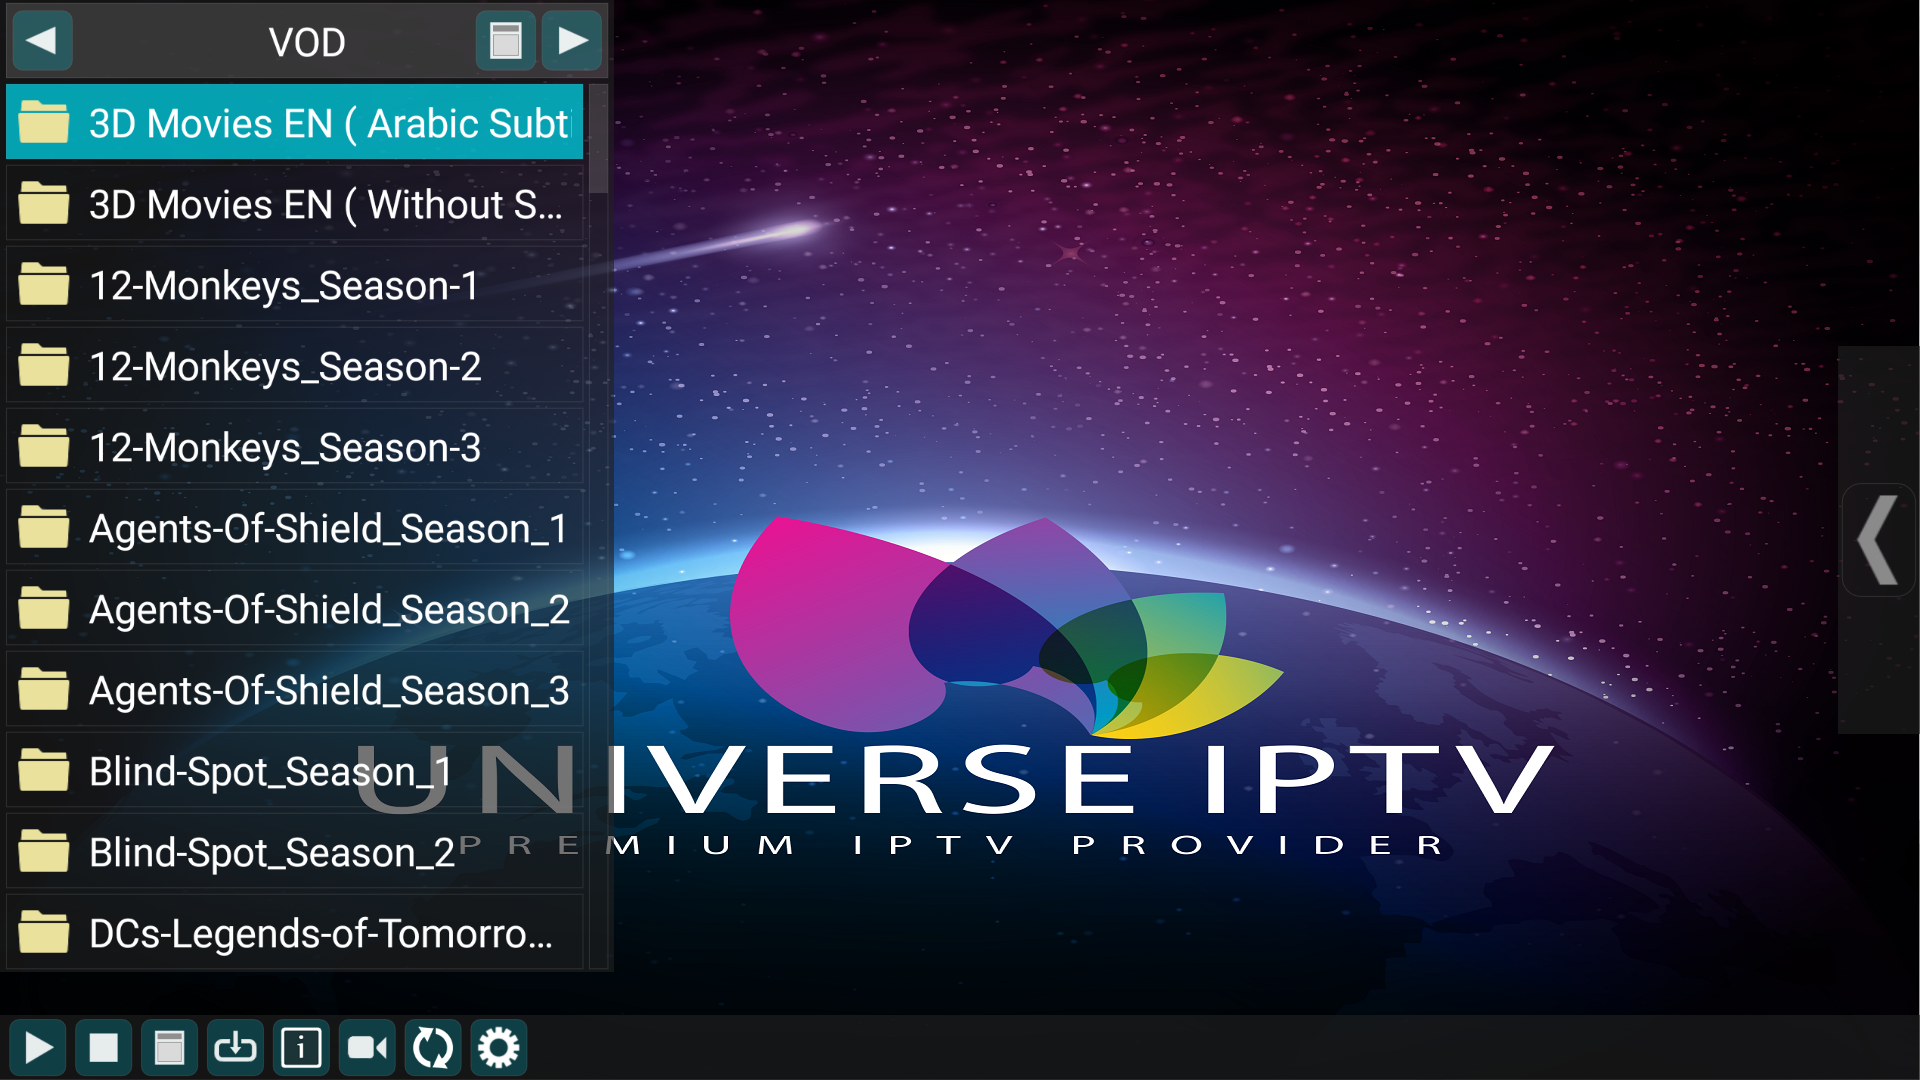 VOD
3D Movies EN ( Arabic Subti
3D Movies EN ( Without S...
12-Monkeys_Season-1
12-Monkeys_Season-2
12-Monkeys_Season-3
Agents-Of-Shield_Season_1
Agents-Of-Shield_Season_2
Agents-Of-Shield_Season_3
Blind-Spot_Season_1
Blind-Spot_Season_2
DCs-Legends-of-Tomorro...
UNIVERSE IPTV
PREMIUM IPTV PROVIDER